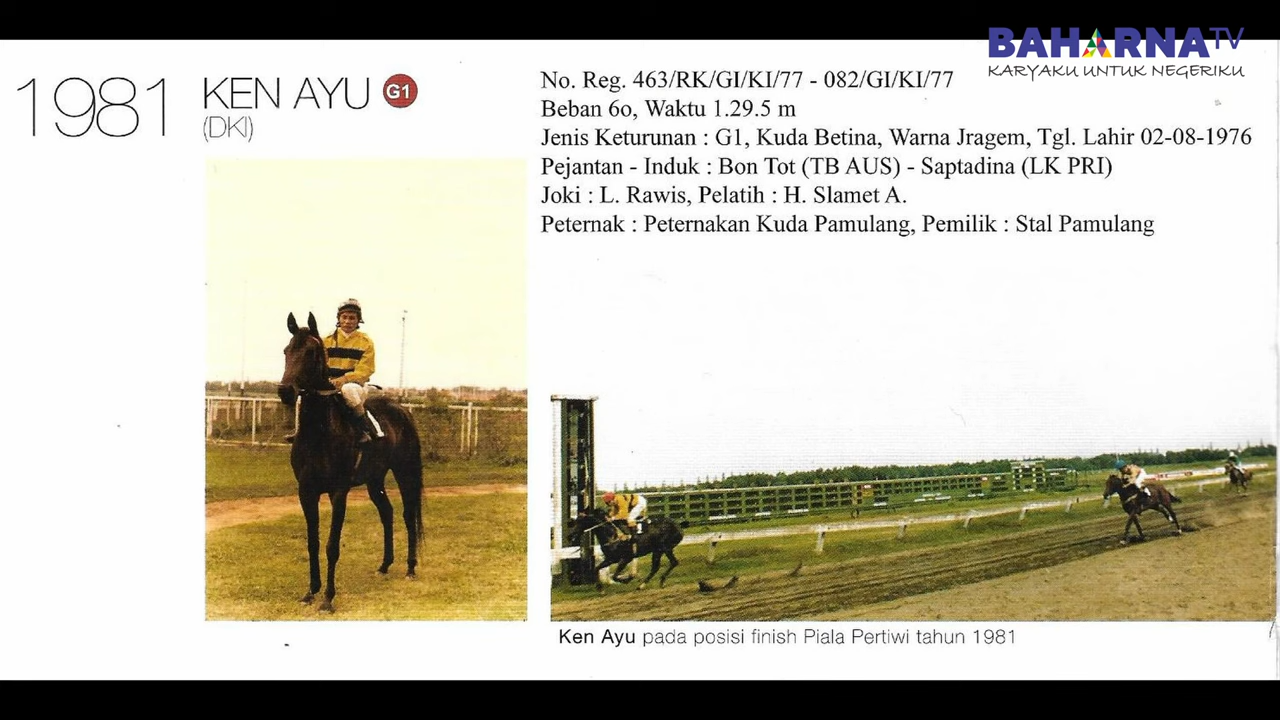 BAHARNATV
KARYAKU UNTUK NEGERIKU
1981
KEN AYU G1
(DKI)
No. Reg. 463/RK/GI/KI/77 - 082/GI/KI/77
Beban 6o, Waktu 1.29.5 m
Jenis Keturunan : G1, Kuda Betina, Warna Jragem, Tgl. Lahir 02-08-1976
Pejantan - Induk : Bon Tot (TB AUS) - Saptadina (LK PRI)
Joki : L. Rawis, Pelatih : H. Slamet A.
Peternak : Peternakan Kuda Pamulang, Pemilik : Stal Pamulang
Ken Ayu pada posisi finish Piala Pertiwi tahun 1981